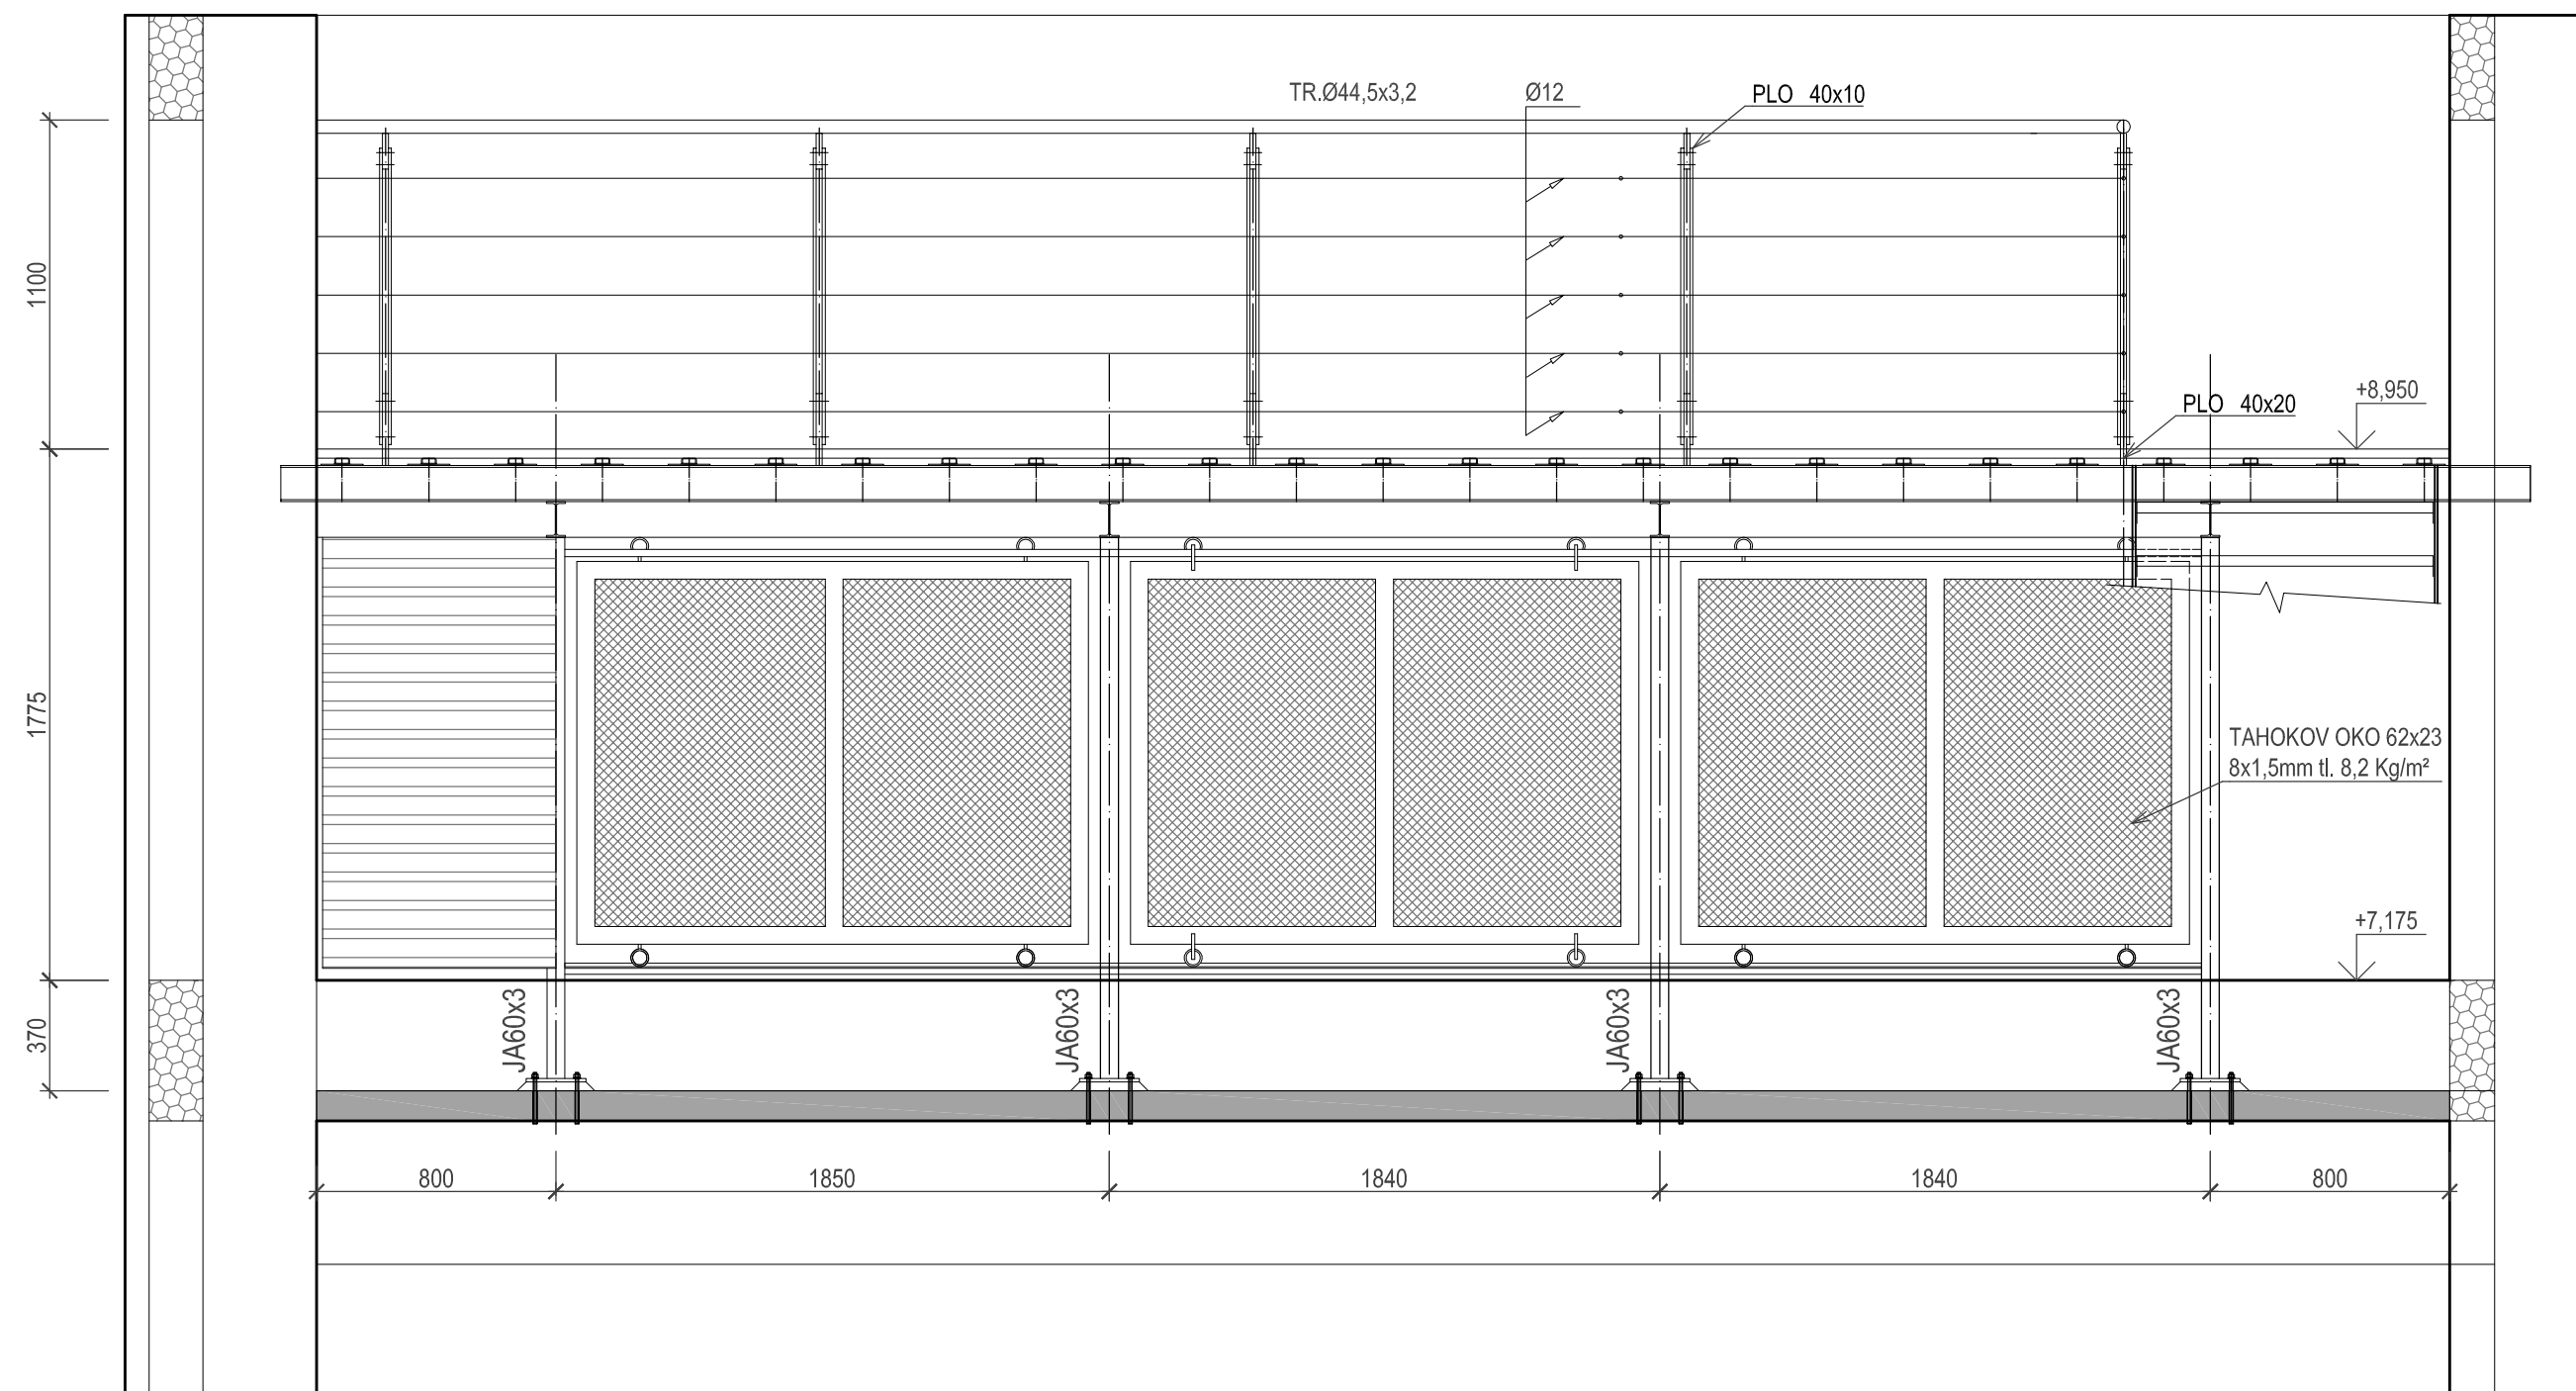 TR.Ø44,5x3,2
Ø12
PLO 40x10
1100
PLO 40x20
+8,950
1775
TAHOKOV OKO 62x23
8x1,5mm tl. 8,2 Kg/m²
+7,175
370
JA60x3
JA60x3
JA60x3
JA60x3
800
1850
1840
1840
800